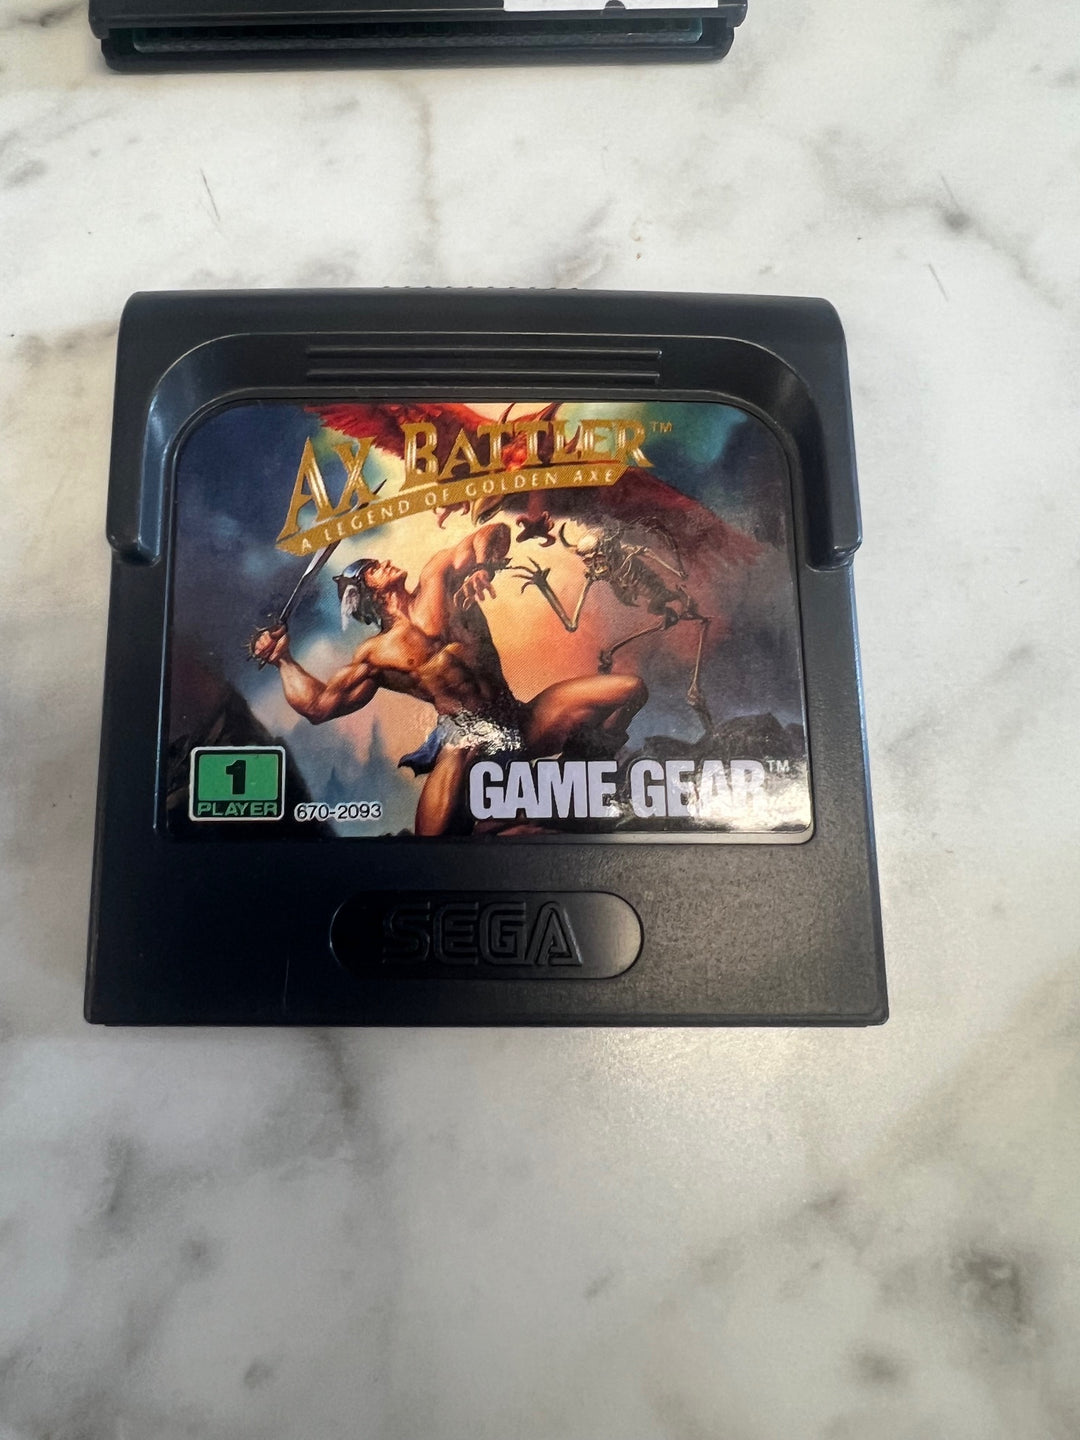 AX BATTLER™
A LEGEND OF GOLDEN AXE
1
PLAYER
670-2093
GAME GEAR™
SEGA